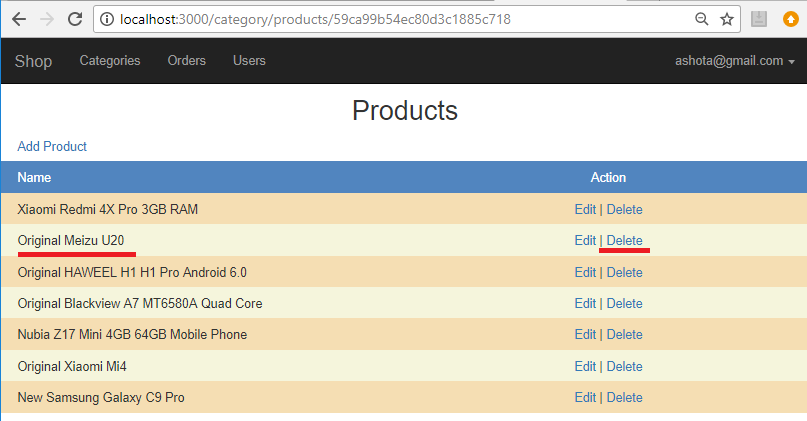 localhost:3000/category/products/59ca99b54ec80d3c1885c718
Shop Categories Orders Users ashota@gmail.com
Products
Add Product
Name Action
Xiaomi Redmi 4X Pro 3GB RAM Edit | Delete
Original Meizu U20 Edit | Delete
Original HAWEEL H1 H1 Pro Android 6.0 Edit | Delete
Original Blackview A7 MT6580A Quad Core Edit | Delete
Nubia Z17 Mini 4GB 64GB Mobile Phone Edit | Delete
Original Xiaomi Mi4 Edit | Delete
New Samsung Galaxy C9 Pro Edit | Delete